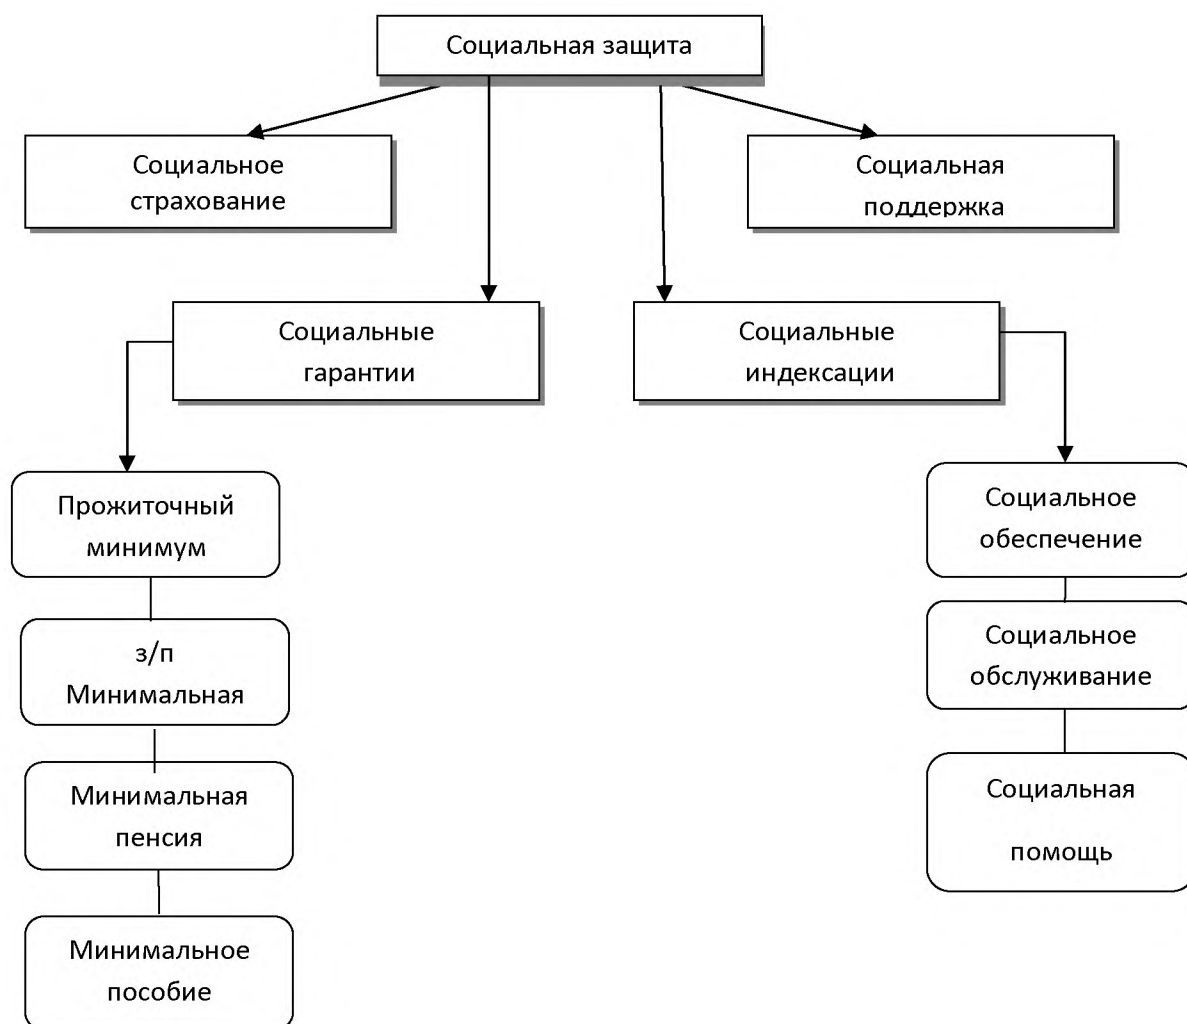 Социальная защита
Социальное
страхование
Социальная
поддержка
Социальные
гарантии
Социальные
индексации
Прожиточный
минимум
з/п
Минимальная
Минимальная
пенсия
Минимальное
пособие
Социальное
обеспечение
Социальное
обслуживание
Социальная
помощь